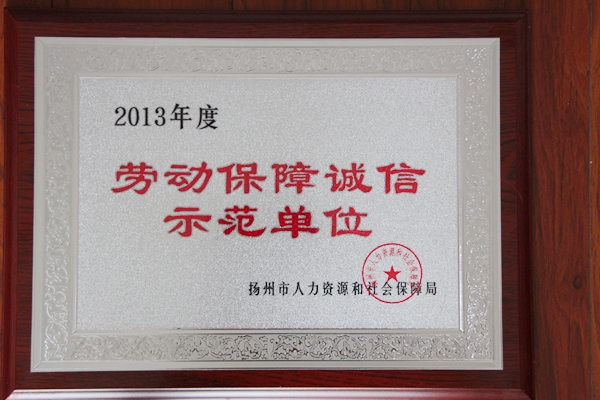 2013年度
劳动保障诚信
示范单位
扬州市人力资源和社会保障局